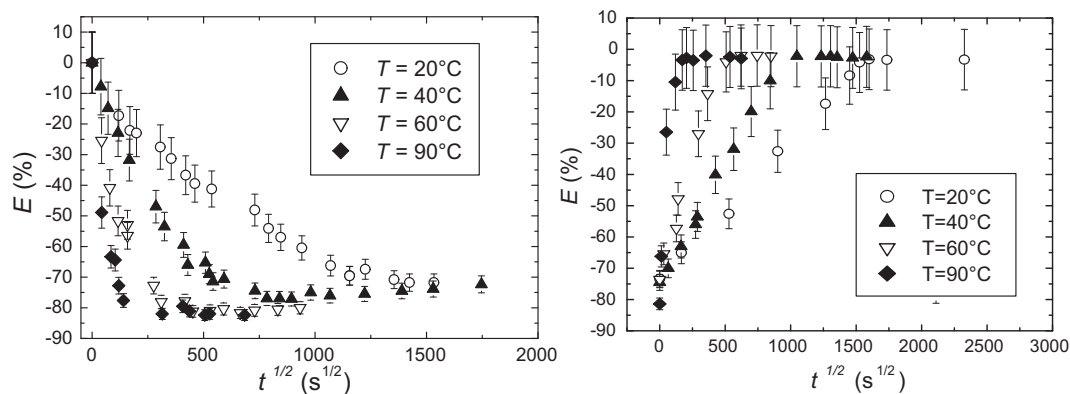 10
0
-10
-20
-30
-40
-50
-60
-70
-80
-90
E (%)
0 500 1000 1500 2000
t 1/2 (s1/2)
T = 20°C
T = 40°C
T = 60°C
T = 90°C
10
0
-10
-20
-30
-40
-50
-60
-70
-80
-90
E (%)
0 500 1000 1500 2000 2500 3000
t 1/2 (s1/2)
T=20°C
T=40°C
T=60°C
T=90°C